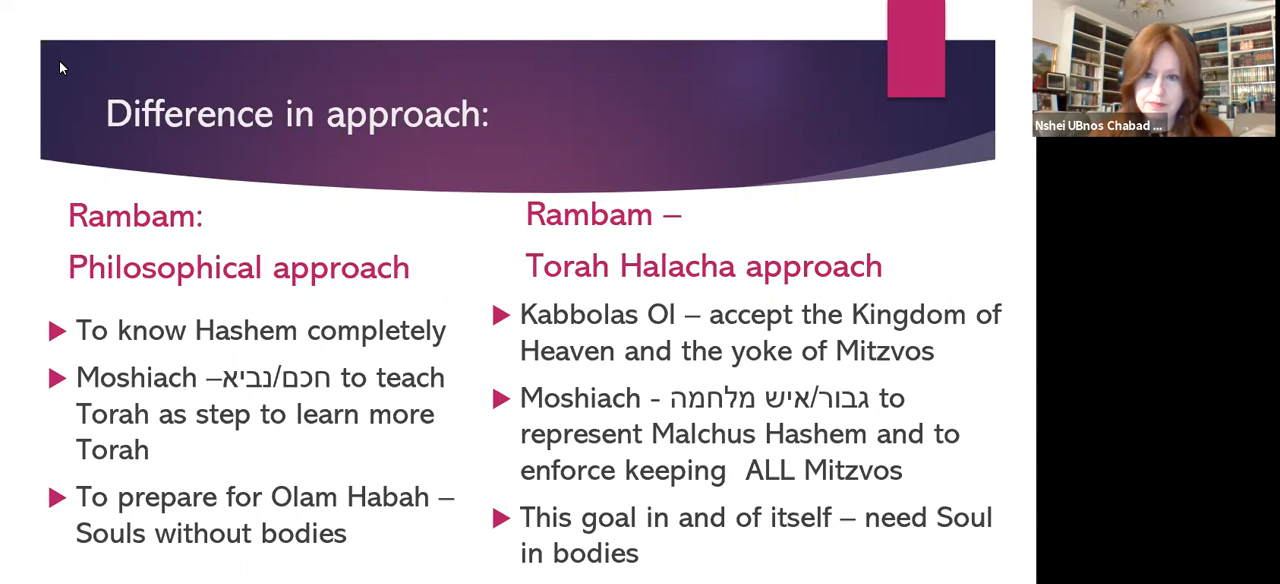 Difference in approach:
Rambam:
Philosophical approach
To know Hashem completely
Moshiach –חכם/נביא to teach
Torah as step to learn more
Torah
To prepare for Olam Habah –
Souls without bodies
Rambam –
Torah Halacha approach
Kabbolas Ol – accept the Kingdom of
Heaven and the yoke of Mitzvos
Moshiach - גבור/איש מלחמה to
represent Malchus Hashem and to
enforce keeping ALL Mitzvos
This goal in and of itself – need Soul
in bodies
Nshei UBnos Chabad ...